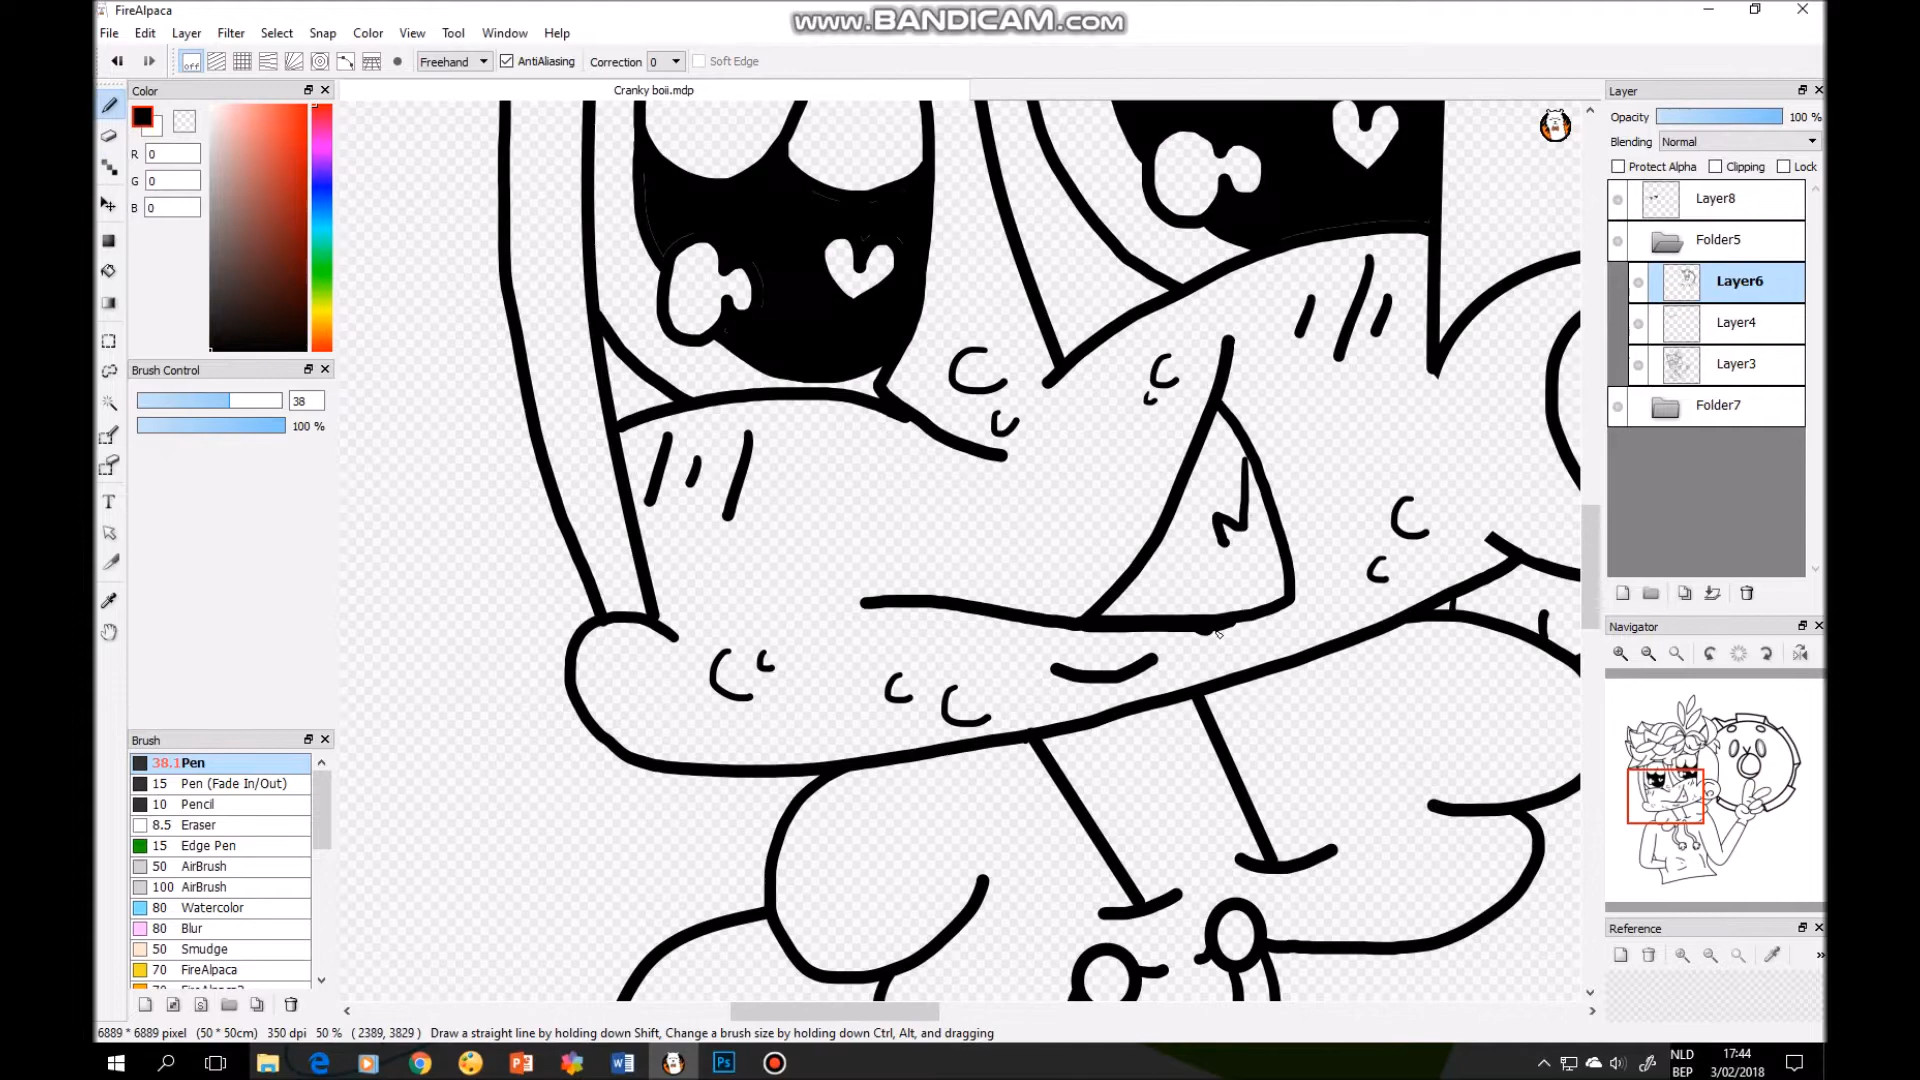 FireAlpaca
www.BANDICAM.com
File Edit Layer Filter Select Snap Color View Tool Window Help
off Freehand AntiAliasing Correction 0 Soft Edge
Color
Cranky boii.mdp
Layer
Opacity 100 %
Blending Normal
Protect Alpha Clipping Lock
R 0
G 0
B 0
Layer8
Folder5
Layer6
Layer4
Layer3
Folder7
Brush Control
38
100 %
Navigator
Brush
38.1 Pen
15 Pen (Fade In/Out)
10 Pencil
8.5 Eraser
15 Edge Pen
50 AirBrush
100 AirBrush
80 Watercolor
80 Blur
50 Smudge
70 FireAlpaca
Reference
6889 * 6889 pixel (50 * 50cm) 350 dpi 50 % ( 2389, 3829 ) Draw a straight line by holding down Shift, Change a brush size by holding down Ctrl, Alt, and dragging
NLD 17:44
BEP 3/02/2018